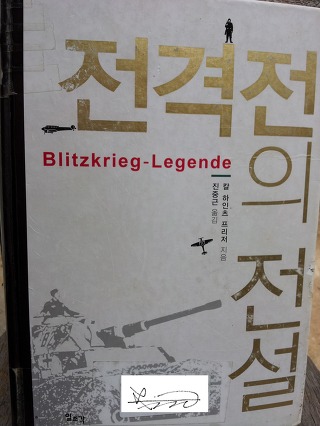 전격전의 전설
Blitzkrieg-Legende
칼 하인츠 프리저 지음
진중근 옮김
일조각